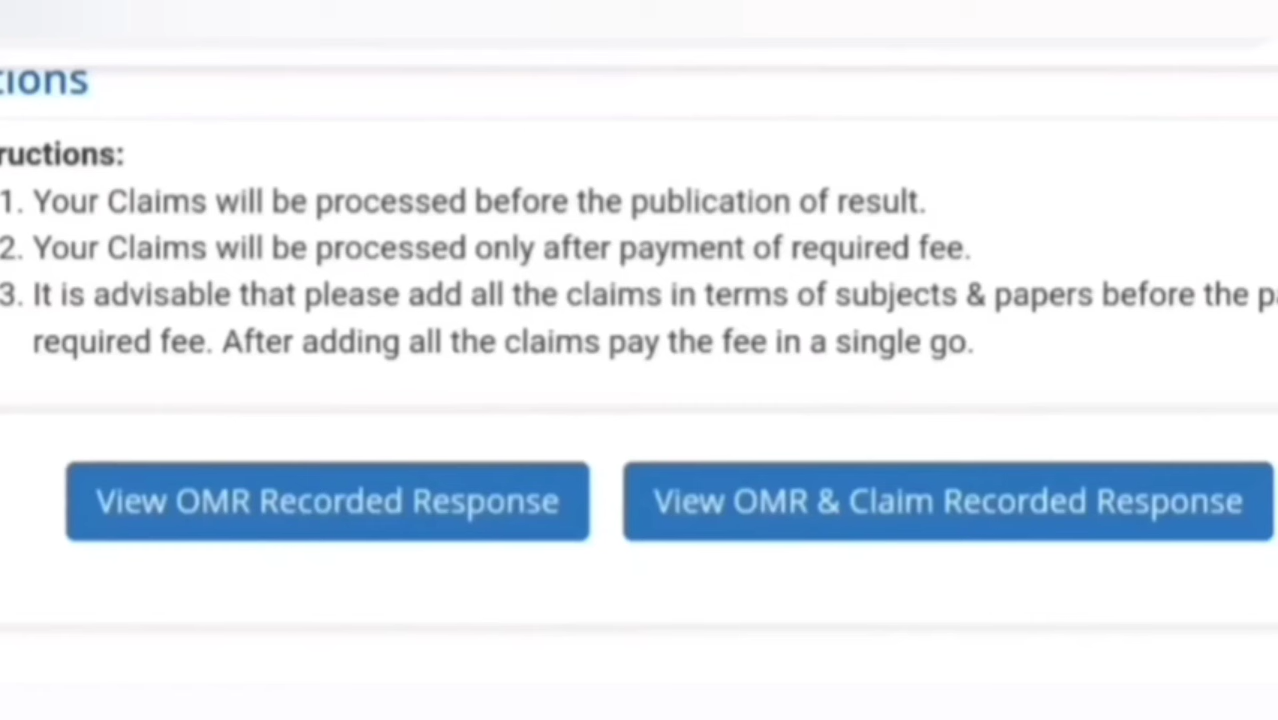 tions
ructions:
1. Your Claims will be processed before the publication of result.
2. Your Claims will be processed only after payment of required fee.
3. It is advisable that please add all the claims in terms of subjects & papers before the
required fee. After adding all the claims pay the fee in a single go.
View OMR Recorded Response
View OMR & Claim Recorded Response